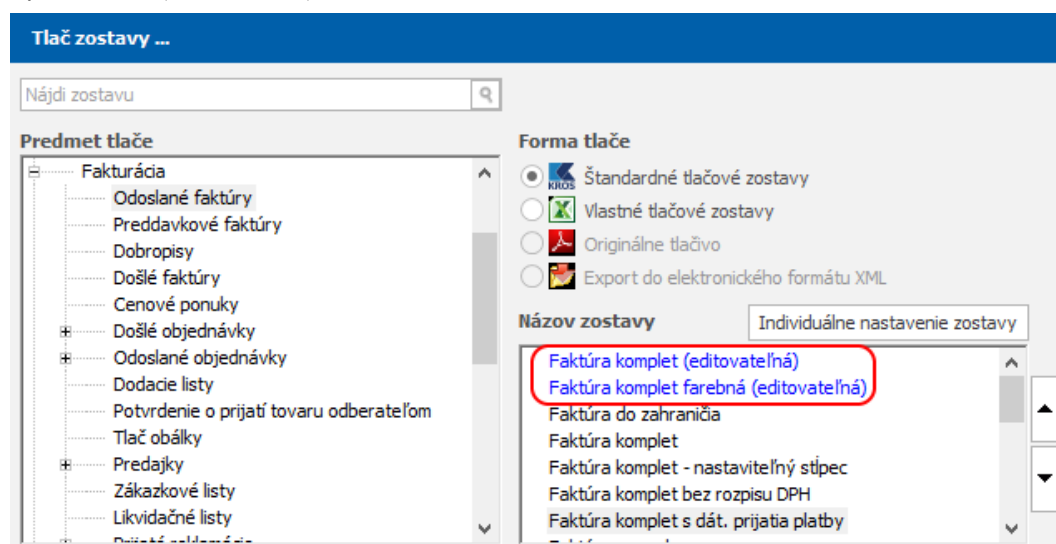 Tlač zostavy ...
Nájdi zostavu
Predmet tlače
Fakturácia
Odoslané faktúry
Preddavkové faktúry
Dobropisy
Došlé faktúry
Cenové ponuky
Došlé objednávky
Odoslané objednávky
Dodacie listy
Potvrdenie o prijatí tovaru odberateľom
Tlač obálky
Predajky
Zákazkové listy
Likvidačné listy
Forma tlače
KROS Štandardné tlačové zostavy
Vlastné tlačové zostavy
Originálne tlačivo
Export do elektronického formátu XML
Názov zostavy
Individuálne nastavenie zostavy
Faktúra komplet (editovateľná)
Faktúra komplet farebná (editovateľná)
Faktúra do zahraničia
Faktúra komplet
Faktúra komplet - nastaviteľný stĺpec
Faktúra komplet bez rozpisu DPH
Faktúra komplet s dát. prijatia platby